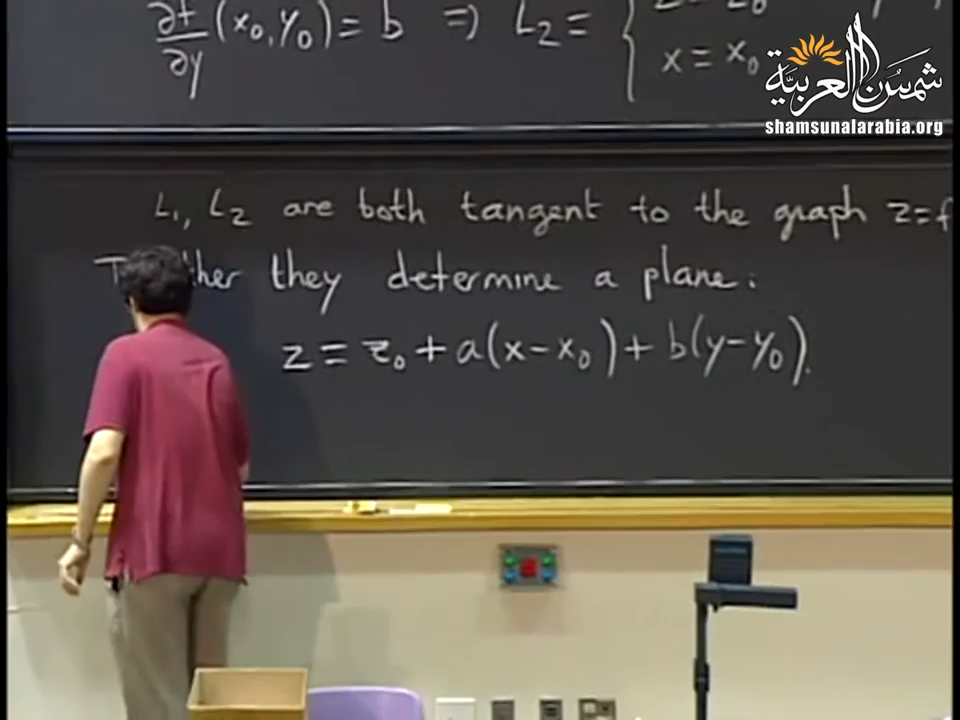 ∂f/∂y (x₀, y₀) = b ⇒ L₂ = {
x = x₀
شمس العربية
shamsunalarabia.org
L₁, L₂ are both tangent to the graph z = f
they determine a plane.
z = z₀ + a(x - x₀) + b(y - y₀).